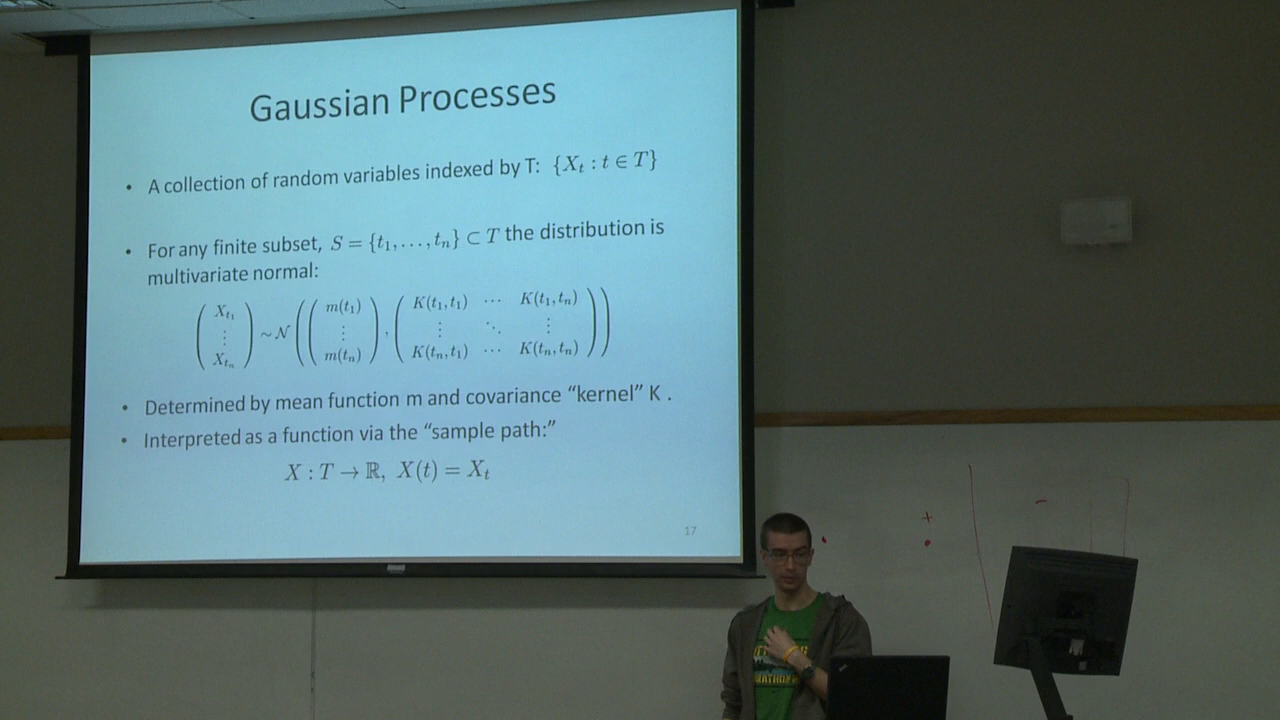 Gaussian Processes
• A collection of random variables indexed by T: {X_t : t ∈ T}
• For any finite subset, S = {t_1, . . . , t_n} ⊂ T the distribution is
multivariate normal:
( X_{t_1} ⋮ X_{t_n} ) ~ N ( ( m(t_1) ⋮ m(t_n) ) , ( K(t_1,t_1) ⋯ K(t_1,t_n) ⋮ ⋱ ⋮ K(t_n,t_1) ⋯ K(t_n,t_n) ) )
• Determined by mean function m and covariance “kernel” K .
• Interpreted as a function via the “sample path:”
X : T → ℝ, X(t) = X_t
17
+
−